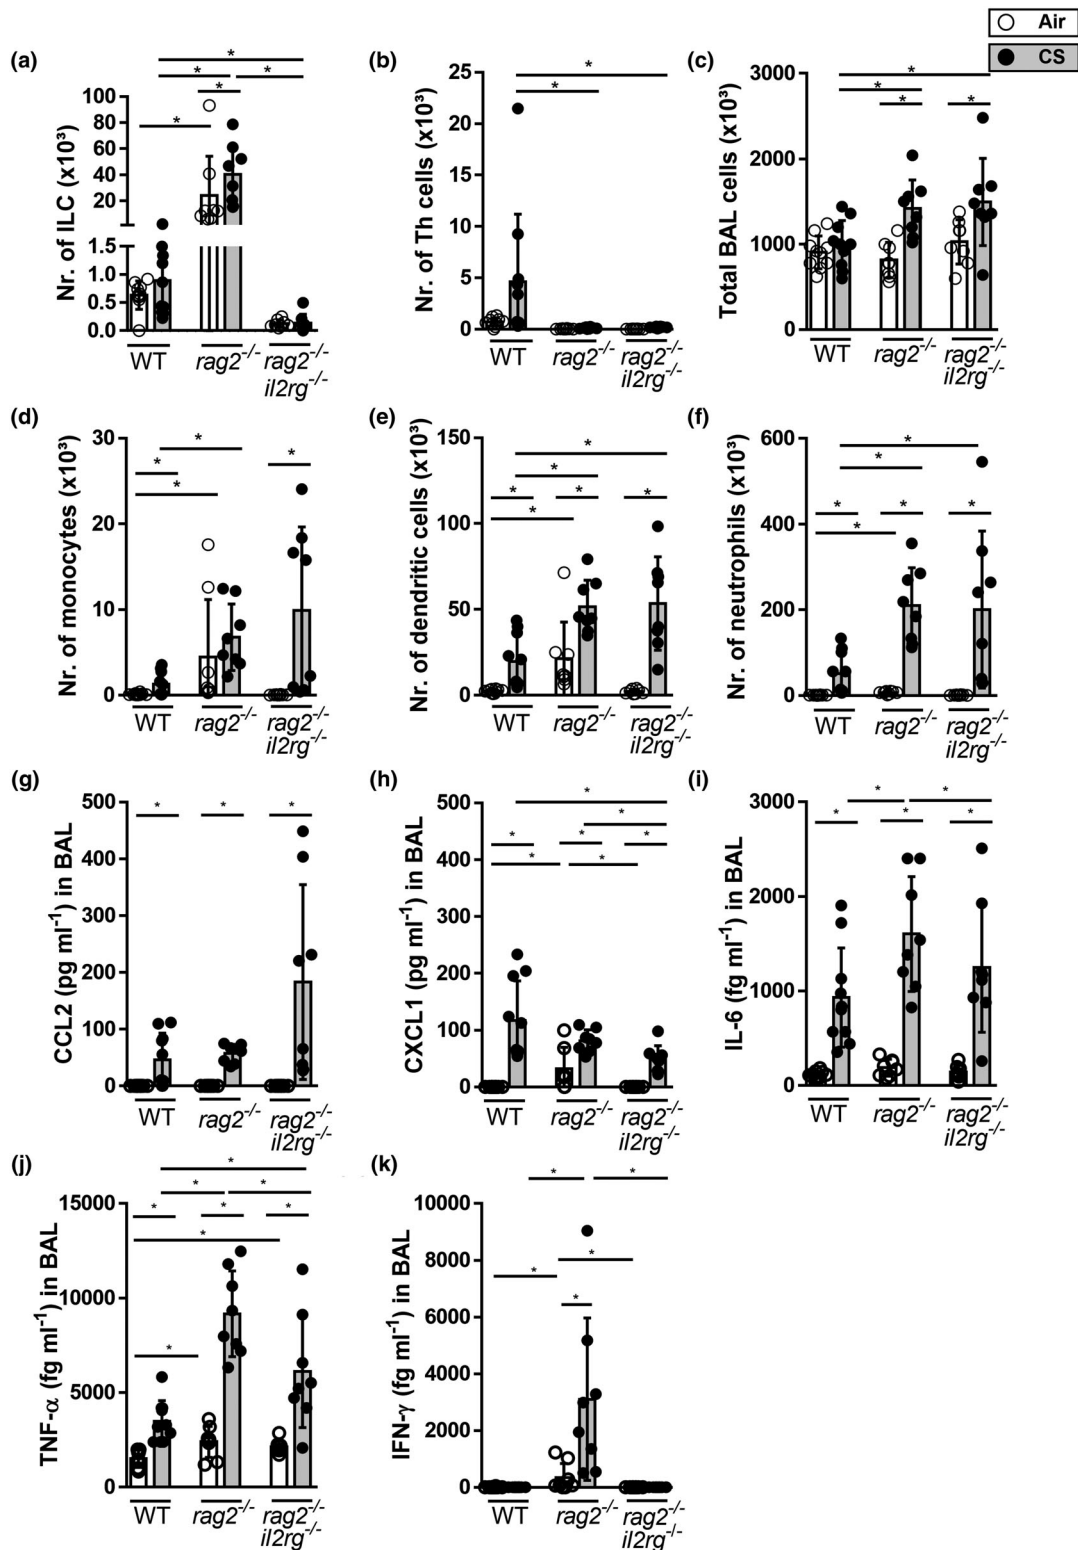 Air
CS
(a)
Nr. of ILC (x10³)
100
80
60
40
20
1.5
1.0
0.5
0.0
* * * * *
WT
rag2-/-
rag2-/-
il2rg-/-
(b)
Nr. of Th cells (x10³)
25
20
15
10
5
0
* *
WT
rag2-/-
rag2-/-
il2rg-/-
(c)
Total BAL cells (x10³)
3000
2000
1000
0
* * * *
WT
rag2-/-
rag2-/-
il2rg-/-
(d)
Nr. of monocytes (x10³)
30
20
10
0
* * * *
WT
rag2-/-
rag2-/-
il2rg-/-
(e)
Nr. of dendritic cells (x10³)
150
100
50
0
* * * * * *
WT
rag2-/-
rag2-/-
il2rg-/-
(f)
Nr. of neutrophils (x10³)
600
400
200
0
* * * * * *
WT
rag2-/-
rag2-/-
il2rg-/-
(g)
CCL2 (pg ml⁻¹) in BAL
500
400
300
200
100
0
* * *
WT
rag2-/-
rag2-/-
il2rg-/-
(h)
CXCL1 (pg ml⁻¹) in BAL
500
400
300
200
100
0
* * * * * * *
WT
rag2-/-
rag2-/-
il2rg-/-
(i)
IL-6 (fg ml⁻¹) in BAL
3000
2000
1000
0
* * * * *
WT
rag2-/-
rag2-/-
il2rg-/-
(j)
TNF-α (fg ml⁻¹) in BAL
15000
10000
5000
0
* * * * * * * *
WT
rag2-/-
rag2-/-
il2rg-/-
(k)
IFN-γ (fg ml⁻¹) in BAL
10000
8000
6000
4000
2000
0
* * * * *
WT
rag2-/-
rag2-/-
il2rg-/-